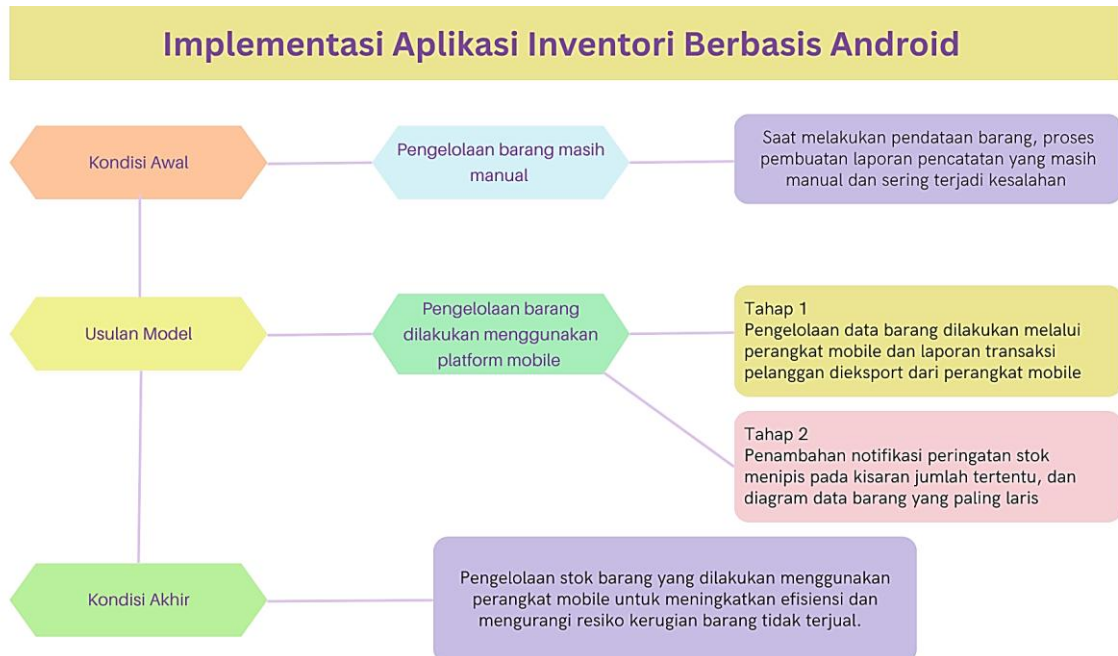 Implementasi Aplikasi Inventori Berbasis Android
Kondisi Awal
Pengelolaan barang masih
manual
Saat melakukan pendataan barang, proses
pembuatan laporan pencatatan yang masih
manual dan sering terjadi kesalahan
Usulan Model
Pengelolaan barang
dilakukan menggunakan
platform mobile
Tahap 1
Pengelolaan data barang dilakukan melalui
perangkat mobile dan laporan transaksi
pelanggan dieksport dari perangkat mobile
Tahap 2
Penambahan notifikasi peringatan stok
menipis pada kisaran jumlah tertentu, dan
diagram data barang yang paling laris
Kondisi Akhir
Pengelolaan stok barang yang dilakukan menggunakan
perangkat mobile untuk meningkatkan efisiensi dan
mengurangi resiko kerugian barang tidak terjual.